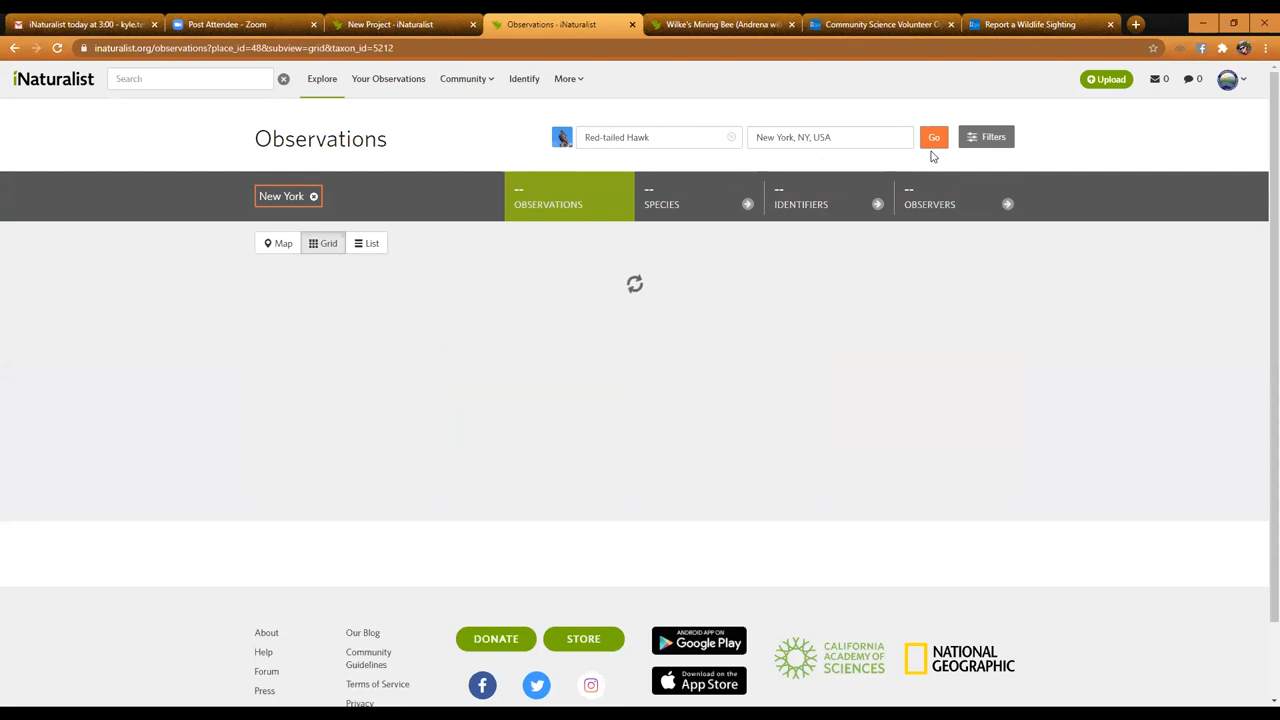 iNaturalist today at 3:00 - kyle.te
Post Attendee - Zoom
New Project - iNaturalist
Observations - iNaturalist
Wilke's Mining Bee (Andrena wil
Community Science Volunteer O
Report a Wildlife Sighting
inaturalist.org/observations?place_id=48&subview=grid&taxon_id=5212
iNaturalist
Search
Explore
Your Observations
Community
Identify
More
Upload
0
0
Observations
Red-tailed Hawk
New York, NY, USA
Go
Filters
New York
--
OBSERVATIONS
--
SPECIES
--
IDENTIFIERS
--
OBSERVERS
Map
Grid
List
About
Help
Forum
Press
Our Blog
Community
Guidelines
Terms of Service
Privacy
DONATE
STORE
ANDROID APP ON
Google Play
Download on the
App Store
CALIFORNIA
ACADEMY OF
SCIENCES
NATIONAL
GEOGRAPHIC